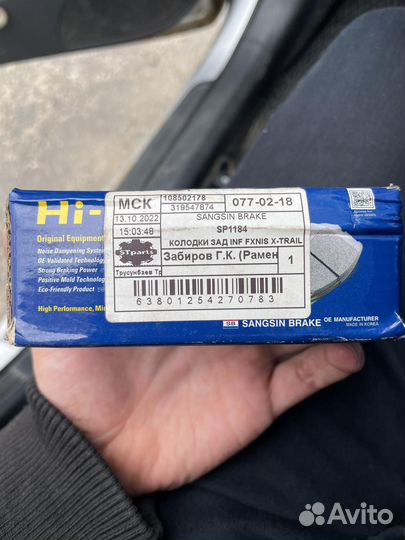 Hi-
Original Equipment
Noise Dampening System
OE-Validated Technology
Strong Braking Power
Positive Mold Technology
Eco-Friendly Product
High Performance,
МСК
108502178
319547874
077-02-18
13.10.2022
SANGSIN BRAKE
15:03:48
SP1184
КОЛОДКИ ЗАД INF FXNIS X-TRAIL
STparts
Забиров Г.К. (Рамен
1
63801254270783
SB SANGSIN BRAKE
OE MANUFACTURER
MADE IN KOREA
Avito